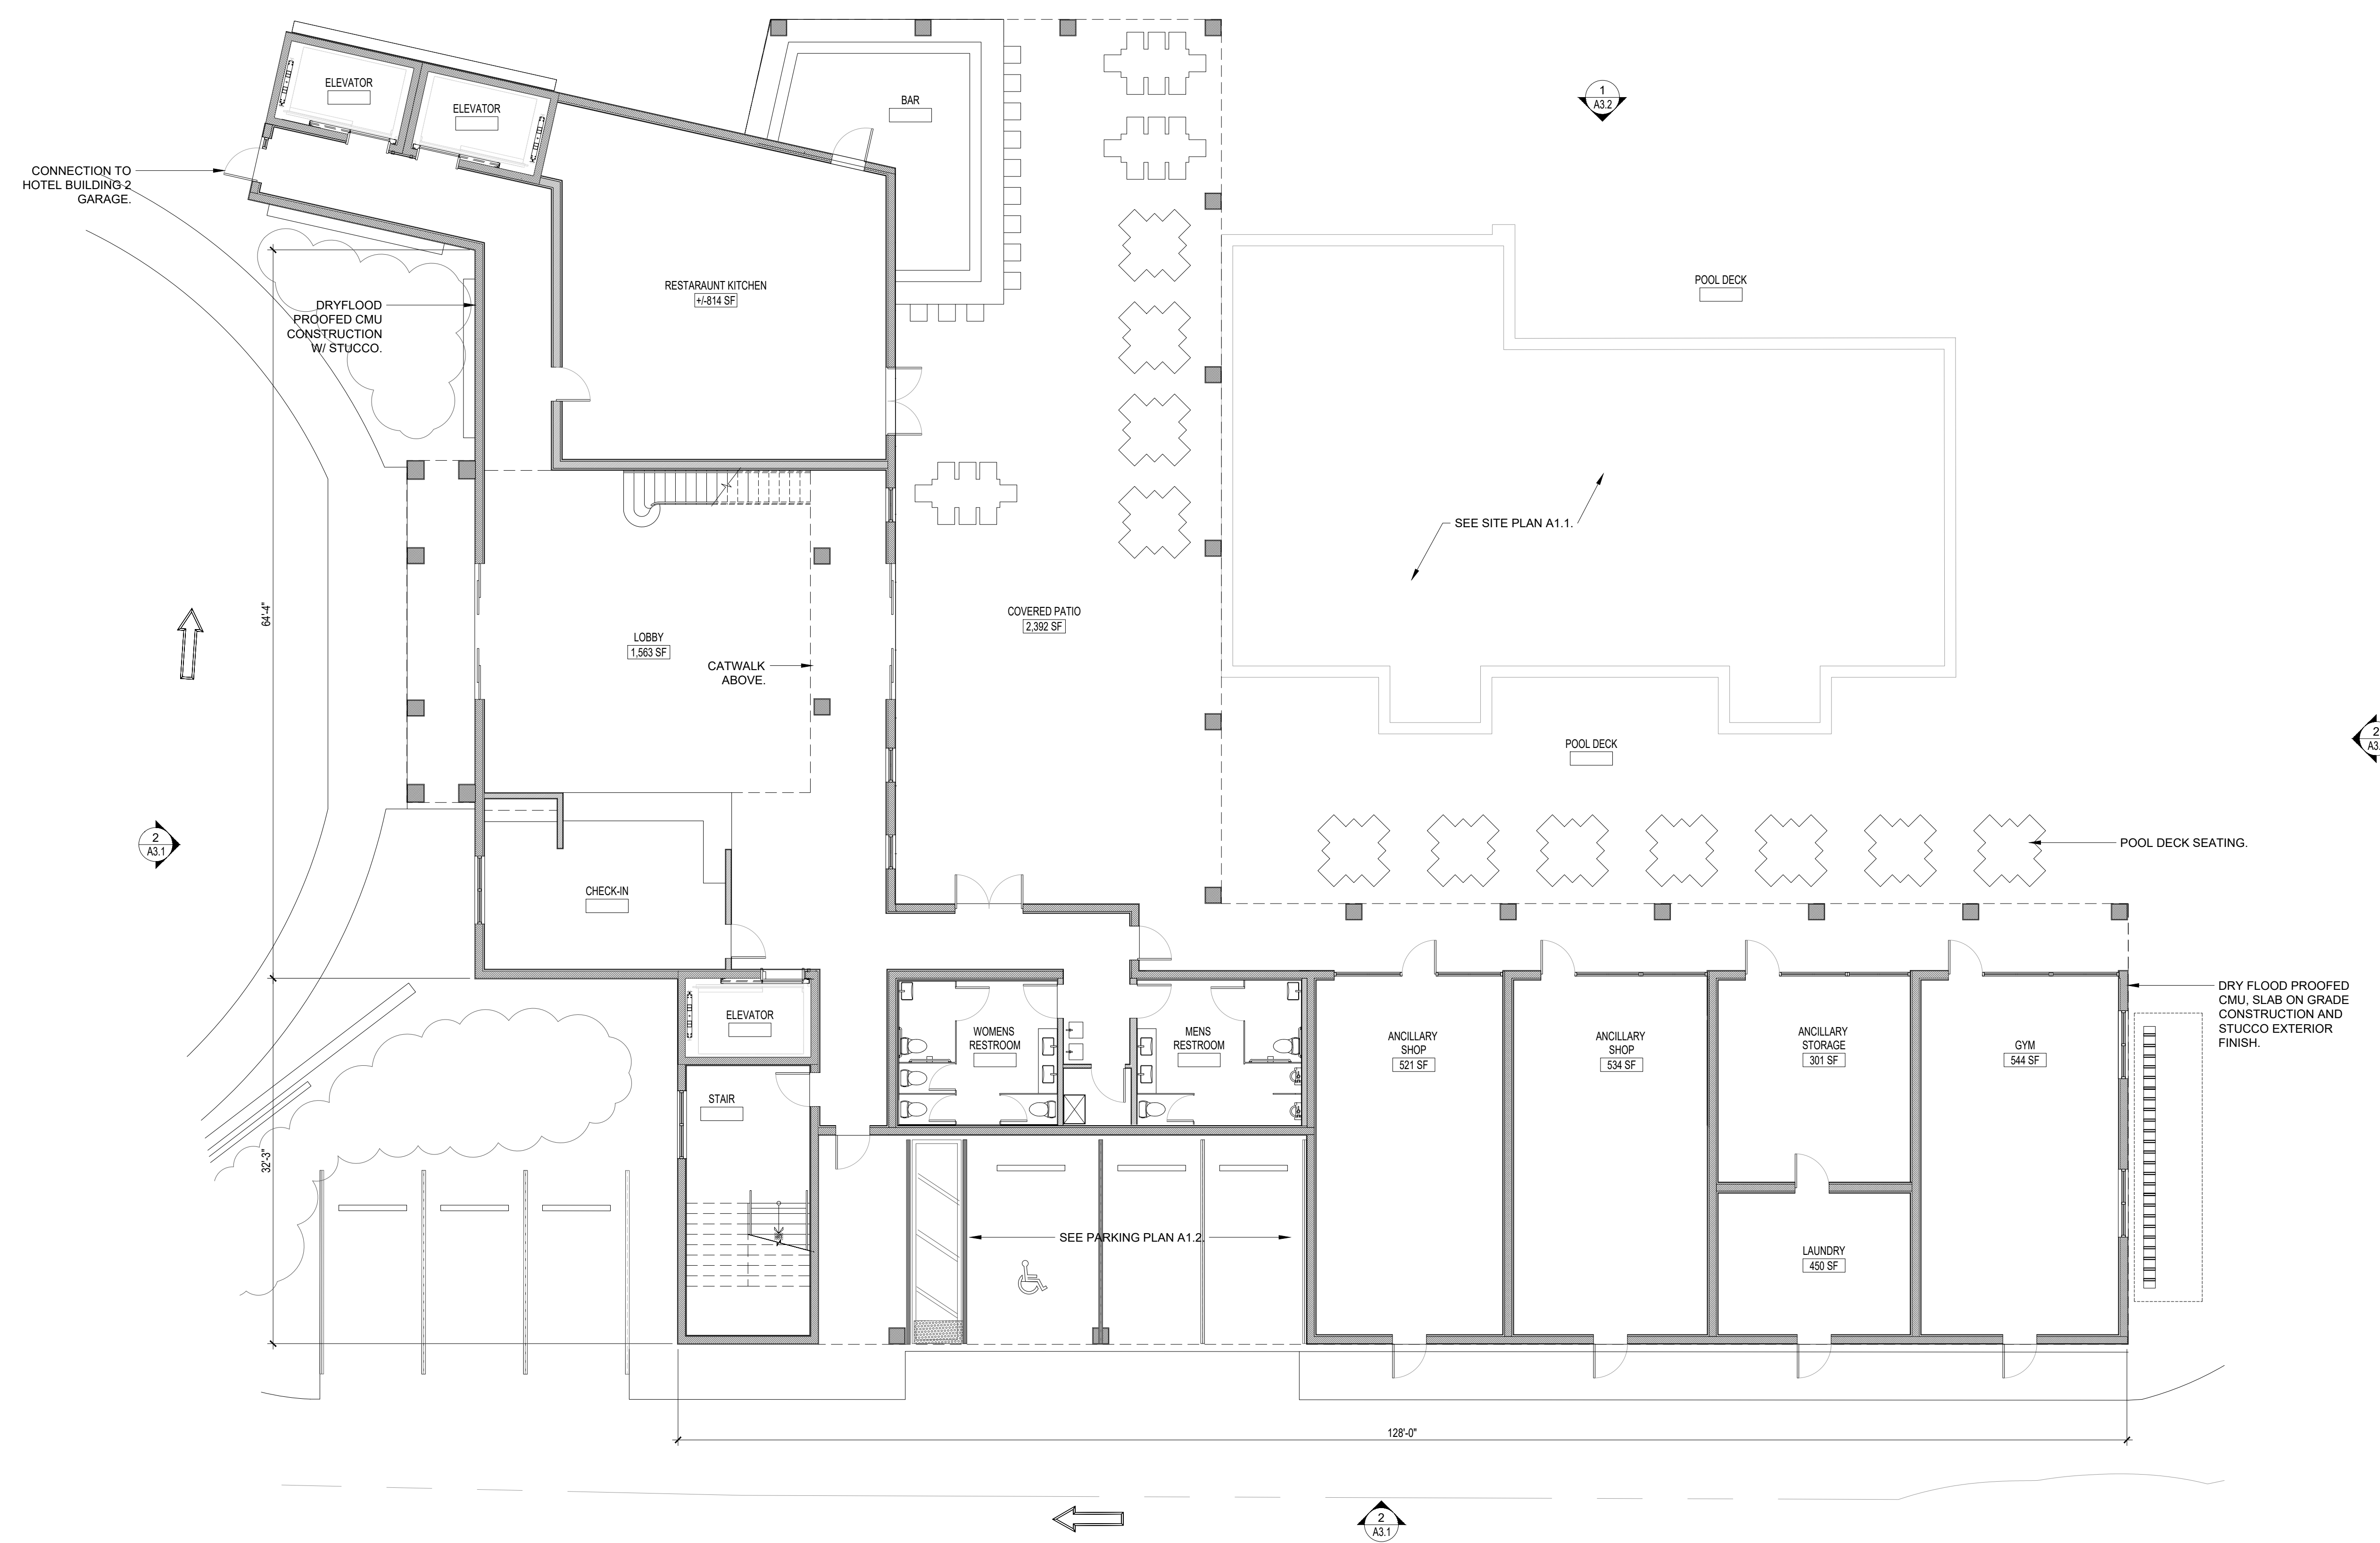 ELEVATOR
ELEVATOR
BAR
1
A3.2
CONNECTION TO
HOTEL BUILDING 2
GARAGE.
RESTARAUNT KITCHEN
+/-814 SF
POOL DECK
DRYFLOOD
PROOFED CMU
CONSTRUCTION
W/ STUCCO.
SEE SITE PLAN A1.1.
64'-4"
COVERED PATIO
2,392 SF
LOBBY
1,563 SF
CATWALK
ABOVE.
POOL DECK
2
A3.
2
A3.1
POOL DECK SEATING.
CHECK-IN
DRY FLOOD PROOFED
CMU, SLAB ON GRADE
CONSTRUCTION AND
STUCCO EXTERIOR
FINISH.
ELEVATOR
WOMENS
RESTROOM
MENS
RESTROOM
ANCILLARY
SHOP
521 SF
ANCILLARY
SHOP
534 SF
ANCILLARY
STORAGE
301 SF
GYM
544 SF
STAIR
32'-3"
SEE PARKING PLAN A1.2.
LAUNDRY
450 SF
128'-0"
2
A3.1